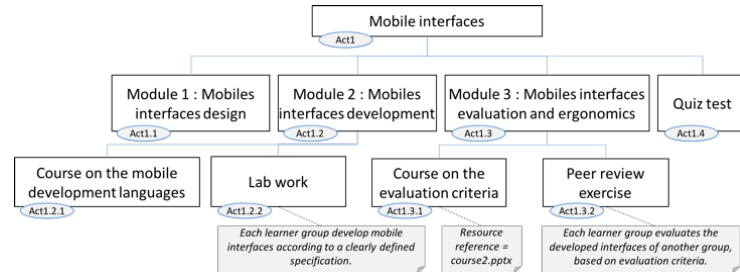 Mobile interfaces
Act1
Module 1 : Mobiles
interfaces design
Act1.1
Module 2 : Mobiles
interfaces development
Act1.2
Module 3 : Mobiles interfaces
evaluation and ergonomics
Act1.3
Quiz test
Act1.4
Course on the mobile
development languages
Act1.2.1
Lab work
Act1.2.2
Course on the
evaluation criteria
Act1.3.1
Peer review
exercise
Act1.3.2
Each learner group develop mobile
interfaces according to a clearly defined
specification.
Resource
reference =
course2.pptx
Each learner group evaluates the
developed interfaces of another group,
based on evaluation criteria.